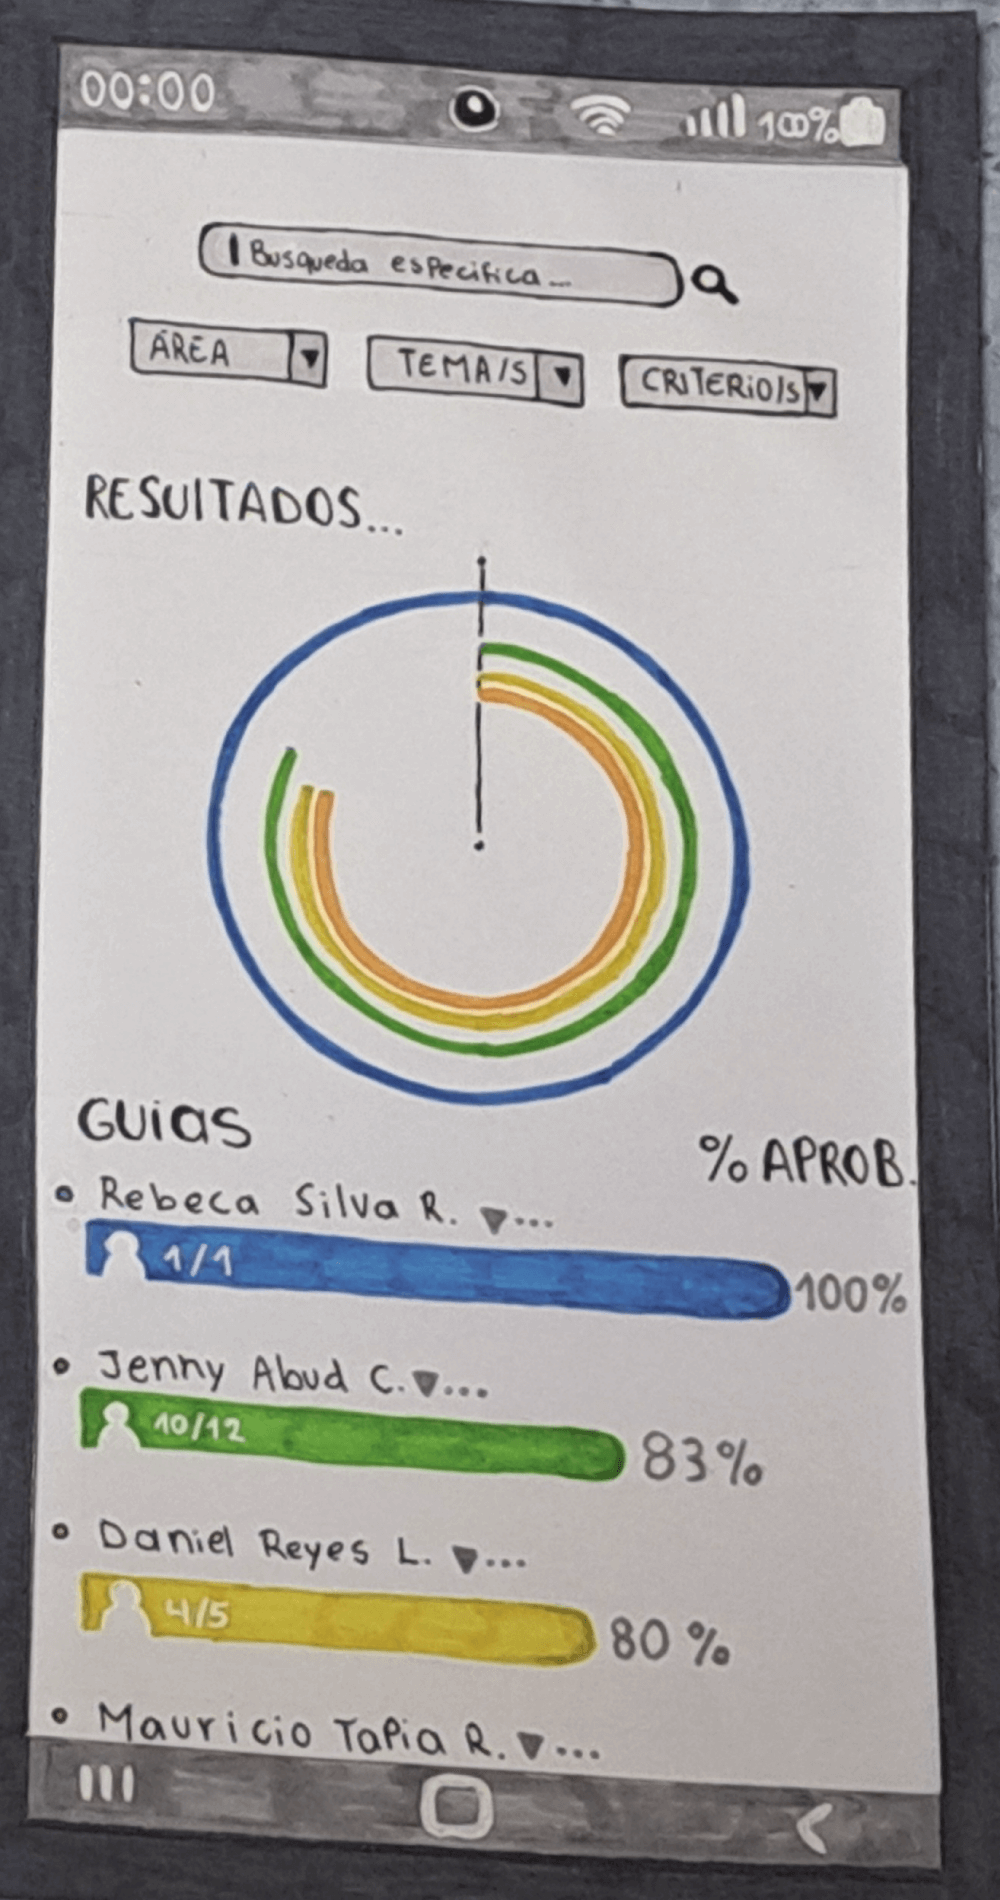 00:00 100%
Busqueda especifica...
ÁREA TEMA/S CRITERIO/S
RESUlTADOS...
GUias
% APROB.
• Rebeca Silva R. ▼...
1/1 100%
• Jenny Abud C. ▼...
10/12 83%
• Daniel Reyes L. ▼...
4/5 80%
• Mauricio Tapia R. ▼...